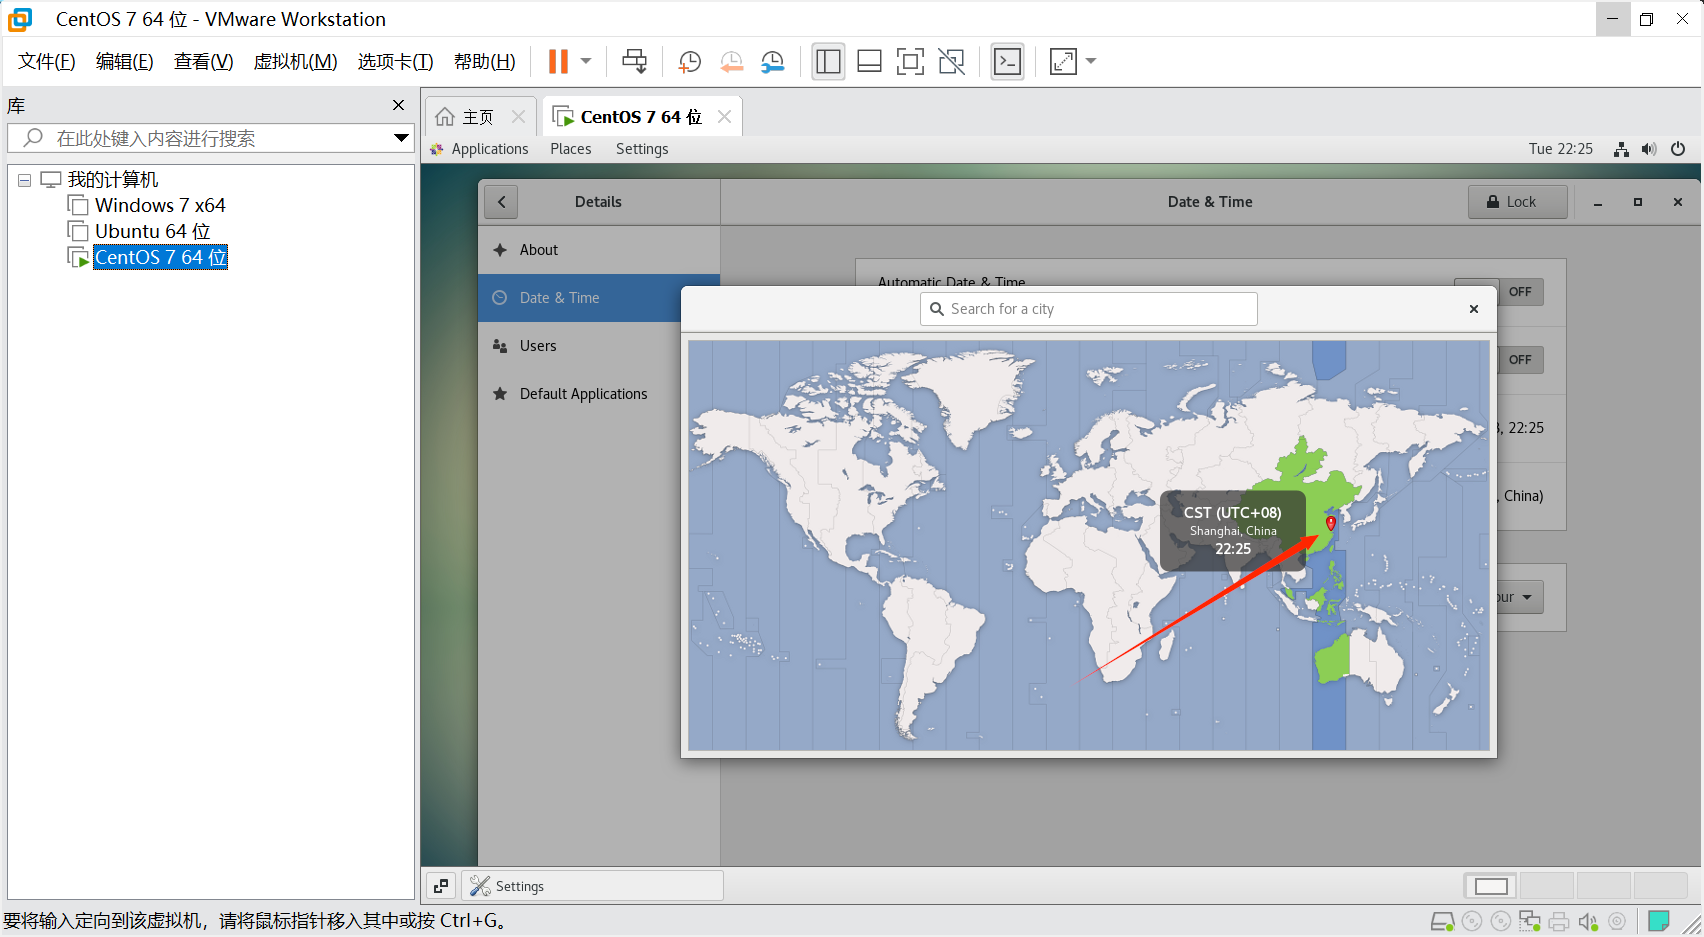 CentOS 7 64 位 - VMware Workstation
文件(F) 编辑(E) 查看(V) 虚拟机(M) 选项卡(T) 帮助(H)
库
在此处键入内容进行搜索
我的计算机
Windows 7 x64
Ubuntu 64 位
CentOS 7 64 位
主页
CentOS 7 64 位
Applications Places Settings
Tue 22:25
Details
Date & Time
Lock
About
Date & Time
Users
Default Applications
Automatic Date & Time
OFF
Search for a city
OFF
, 22:25
, China)
CST (UTC+08)
Shanghai, China
22:25
our
Settings
要将输入定向到该虚拟机，请将鼠标指针移入其中或按 Ctrl+G。